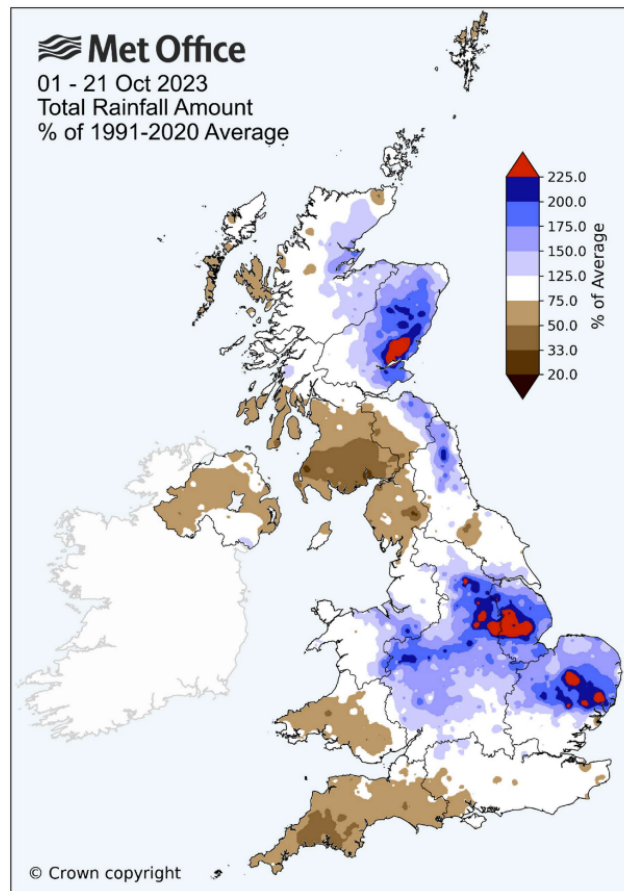 Met Office
01 - 21 Oct 2023
Total Rainfall Amount
% of 1991-2020 Average
225.0
200.0
175.0
150.0
125.0
75.0
50.0
33.0
20.0
% of Average
© Crown copyright